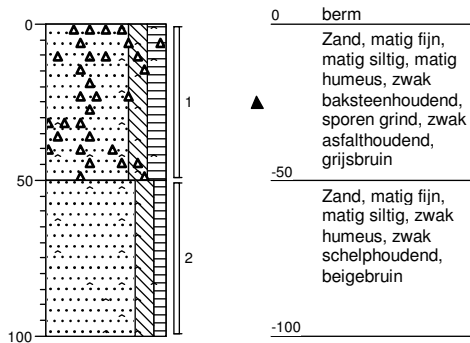 0
50
100
1
2
0 berm
Zand, matig fijn,
matig siltig, matig
humeus, zwak
baksteenhoudend,
sporen grind, zwak
asfalthoudend,
grijsbruin
-50
Zand, matig fijn,
matig siltig, zwak
humeus, zwak
schelphoudend,
beigebruin
-100